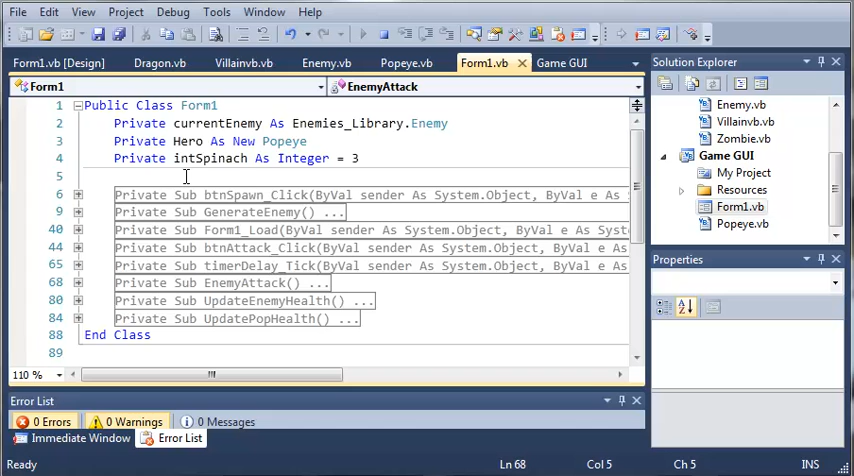 File Edit View Project Debug Tools Window Help
Form1.vb [Design] Dragon.vb Villainvb.vb Enemy.vb Popeye.vb Form1.vb Game GUI
Form1 EnemyAttack
1 Public Class Form1
2 Private currentEnemy As Enemies_Library.Enemy
3 Private Hero As New Popeye
4 Private intSpinach As Integer = 3
5
6 Private Sub btnSpawn_Click(ByVal sender As System.Object, ByVal e As Syste
9 Private Sub GenerateEnemy() ...
40 Private Sub Form1_Load(ByVal sender As System.Object, ByVal e As System
44 Private Sub btnAttack_Click(ByVal sender As System.Object, ByVal e As Sys
65 Private Sub timerDelay_Tick(ByVal sender As System.Object, ByVal e As Sys
68 Private Sub EnemyAttack() ...
80 Private Sub UpdateEnemyHealth() ...
84 Private Sub UpdatePopHealth() ...
88 End Class
89
110 %
Solution Explorer
Enemy.vb
Villainvb.vb
Zombie.vb
Game GUI
My Project
Resources
Form1.vb
Popeye.vb
Properties
Error List
0 Errors 0 Warnings 0 Messages
Immediate Window Error List
Ready Ln 68 Col 5 Ch 5 INS